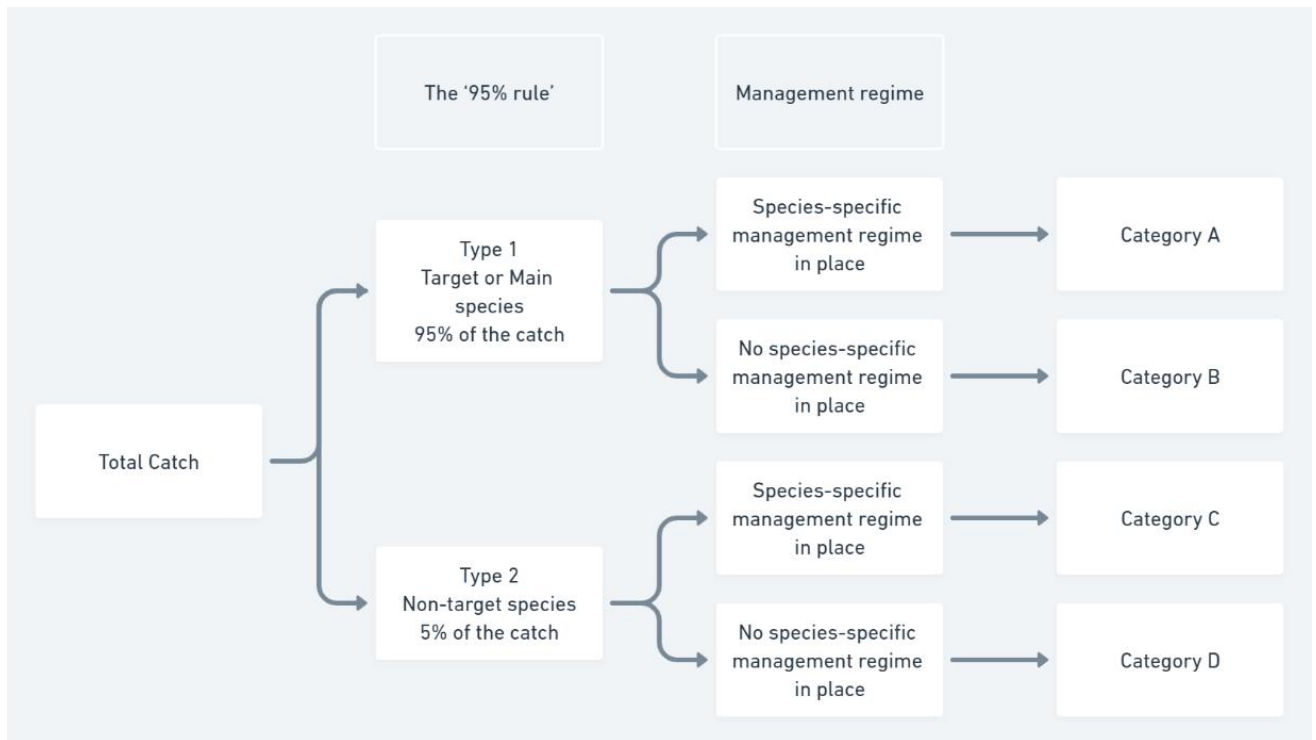 The ‘95% rule’
Management regime
Total Catch
Type 1
Target or Main
species
95% of the catch
Type 2
Non-target species
5% of the catch
Species-specific
management regime
in place
No species-specific
management regime
in place
Species-specific
management regime
in place
No species-specific
management regime
in place
Category A
Category B
Category C
Category D